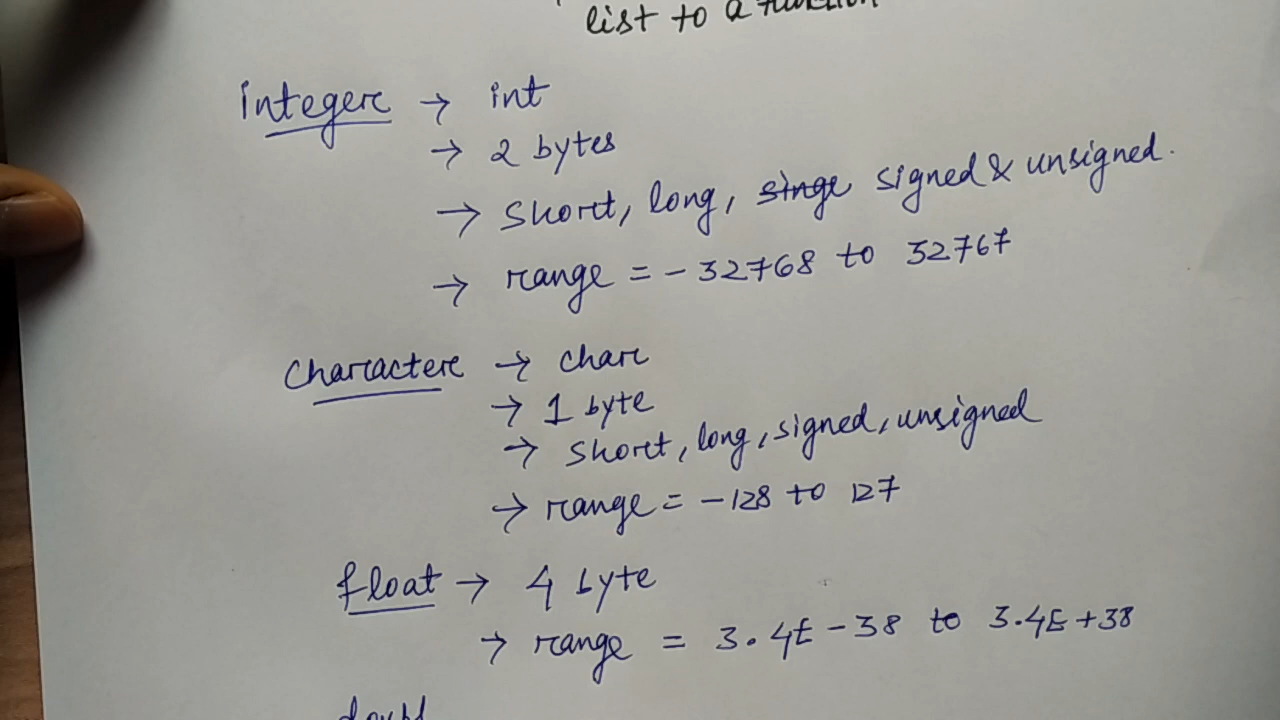 list to a function
integer → int
→ 2 bytes
→ short, long, singe signed & unsigned.
→ range = - 32768 to 32767
Character → char
→ 1 byte
→ short, long, signed, unsigned
→ range = -128 to 127
float → 4 byte
→ range = 3.4E-38 to 3.4E+38